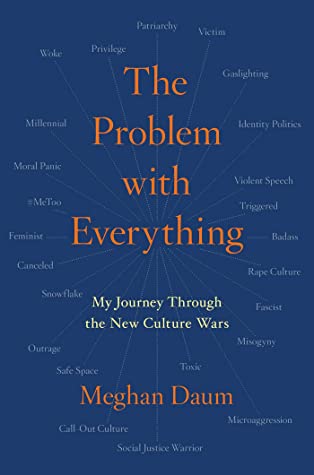 Patriarchy
Victim
Privilege
Woke
Gaslighting
The
Problem
with
Everything
Millennial
Identity Politics
Moral Panic
Violent Speech
#MeToo
Triggered
Feminist
Badass
Canceled
Rape Culture
Snowflake
My Journey Through
the New Culture Wars
Fascist
Outrage
Misogyny
Safe Space
Toxic
Meghan Daum
Microaggression
Call-Out Culture
Social Justice Warrior